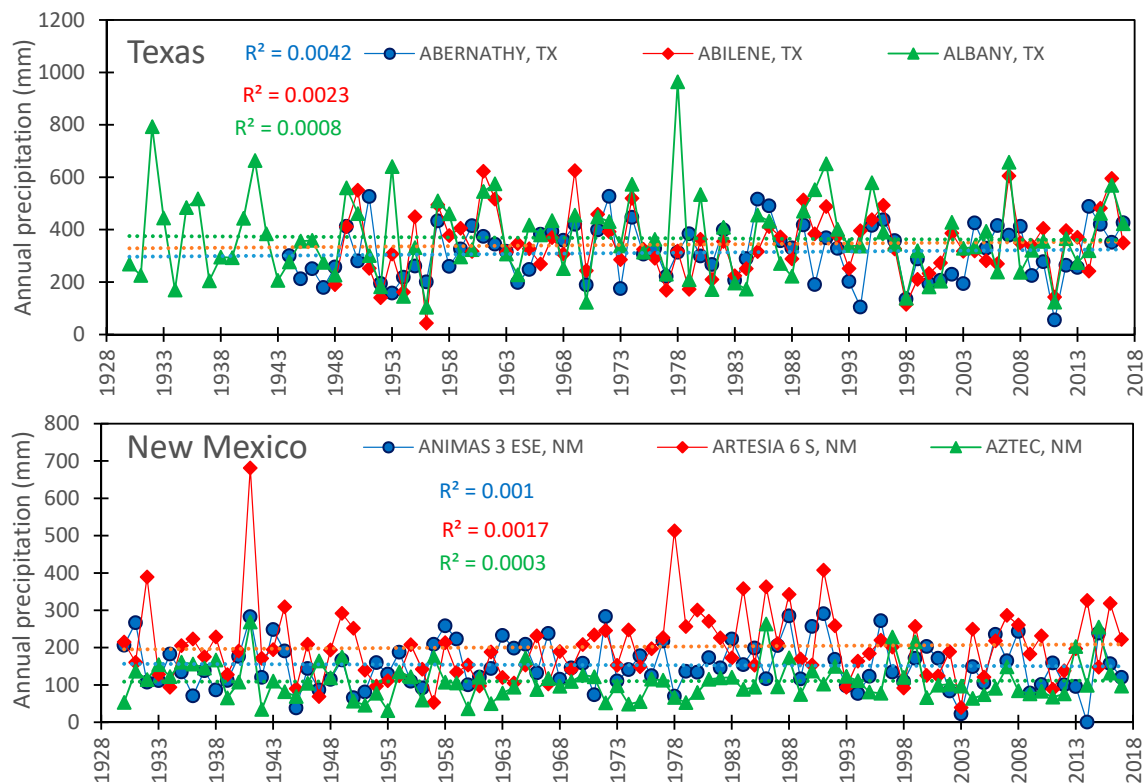 Texas
R² = 0.0042
ABERNATHY, TX
ABILENE, TX
ALBANY, TX
R² = 0.0023
R² = 0.0008
Annual precipitation (mm)
1200
1000
800
600
400
200
0
1928 1933 1938 1943 1948 1953 1958 1963 1968 1973 1978 1983 1988 1993 1998 2003 2008 2013 2018
New Mexico
ANIMAS 3 ESE, NM
ARTESIA 6 S, NM
AZTEC, NM
R² = 0.001
R² = 0.0017
R² = 0.0003
Annual precipitation (mm)
800
700
600
500
400
300
200
100
0
1928 1933 1938 1943 1948 1953 1958 1963 1968 1973 1978 1983 1988 1993 1998 2003 2008 2013 2018